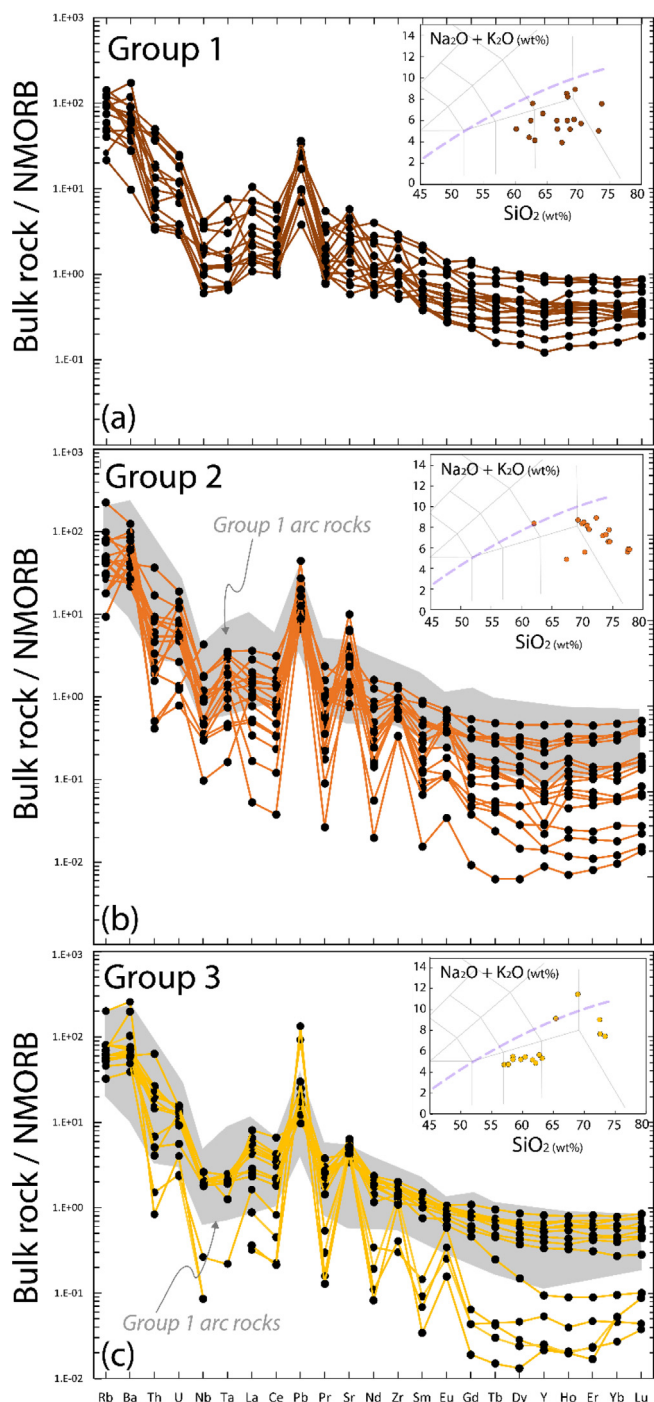 Group 1
Na₂O + K₂O (wt%)
14
12
10
8
6
4
2
0
45 50 55 60 65 70 75 80
SiO₂ (wt%)
1.E+03
1.E+02
1.E+01
1.E+00
1.E-01
Bulk rock / NMORB
(a)
Group 2
Group 1 arc rocks
Na₂O + K₂O (wt%)
14
12
10
8
6
4
2
0
45 50 55 60 65 70 75 80
SiO₂ (wt%)
1.E+03
1.E+02
1.E+01
1.E+00
1.E-01
1.E-02
Bulk rock / NMORB
(b)
Group 3
Group 1 arc rocks
Na₂O + K₂O (wt%)
14
12
10
8
6
4
2
0
45 50 55 60 65 70 75 80
SiO₂ (wt%)
1.E+03
1.E+02
1.E+01
1.E+00
1.E-01
1.E-02
Bulk rock / NMORB
(c)
Rb Ba Th U Nb Ta La Ce Pb Pr Sr Nd Zr Sm Eu Gd Tb Dy Y Ho Er Yb Lu